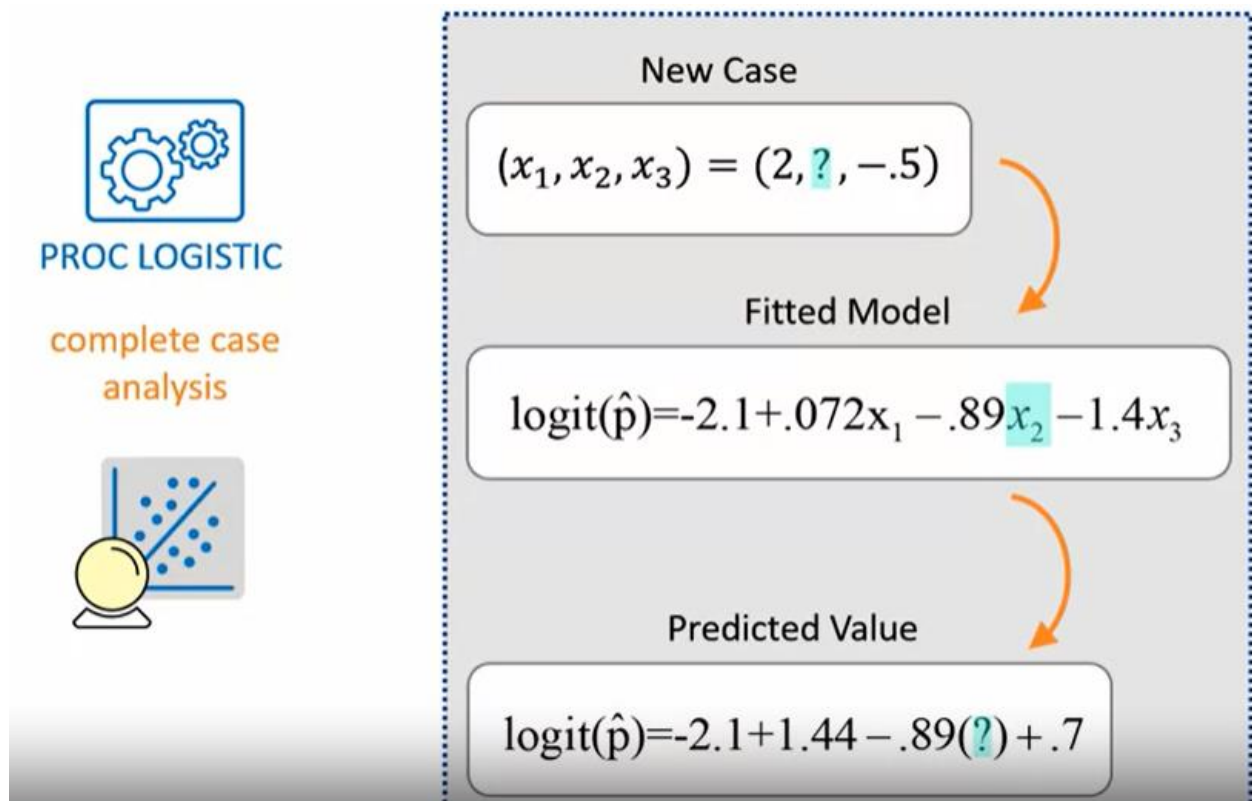 PROC LOGISTIC
complete case
analysis
New Case
(x₁, x₂, x₃) = (2, ?, −.5)
Fitted Model
logit(p̂)=-2.1+.072x₁ −.89x₂ −1.4x₃
Predicted Value
logit(p̂)=-2.1+1.44−.89(?)+.7